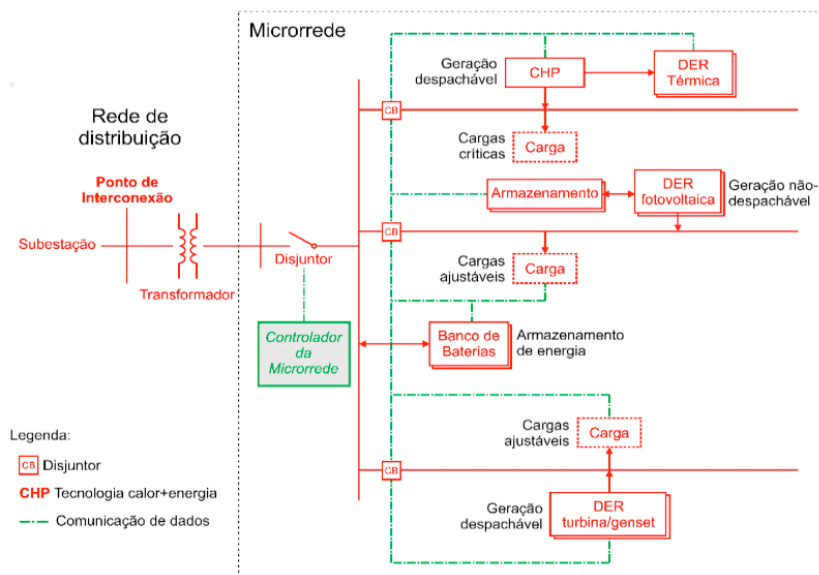 Microrrede
Rede de
distribuição
Ponto de
Interconexão
Subestação
Transformador
Disjuntor
Controlador
da
Microrrede
Geração
despachável
CHP
DER
Térmica
CB
Cargas
críticas
Carga
Armazenamento
DER
fotovoltaica
Geração não-
despachável
CB
Cargas
ajustáveis
Carga
Banco de
Baterias
Armazenamento
de energia
Cargas
ajustáveis
Carga
CB
Geração
despachável
DER
turbina/genset
Legenda:
CB Disjuntor
CHP Tecnologia calor+energia
Comunicação de dados